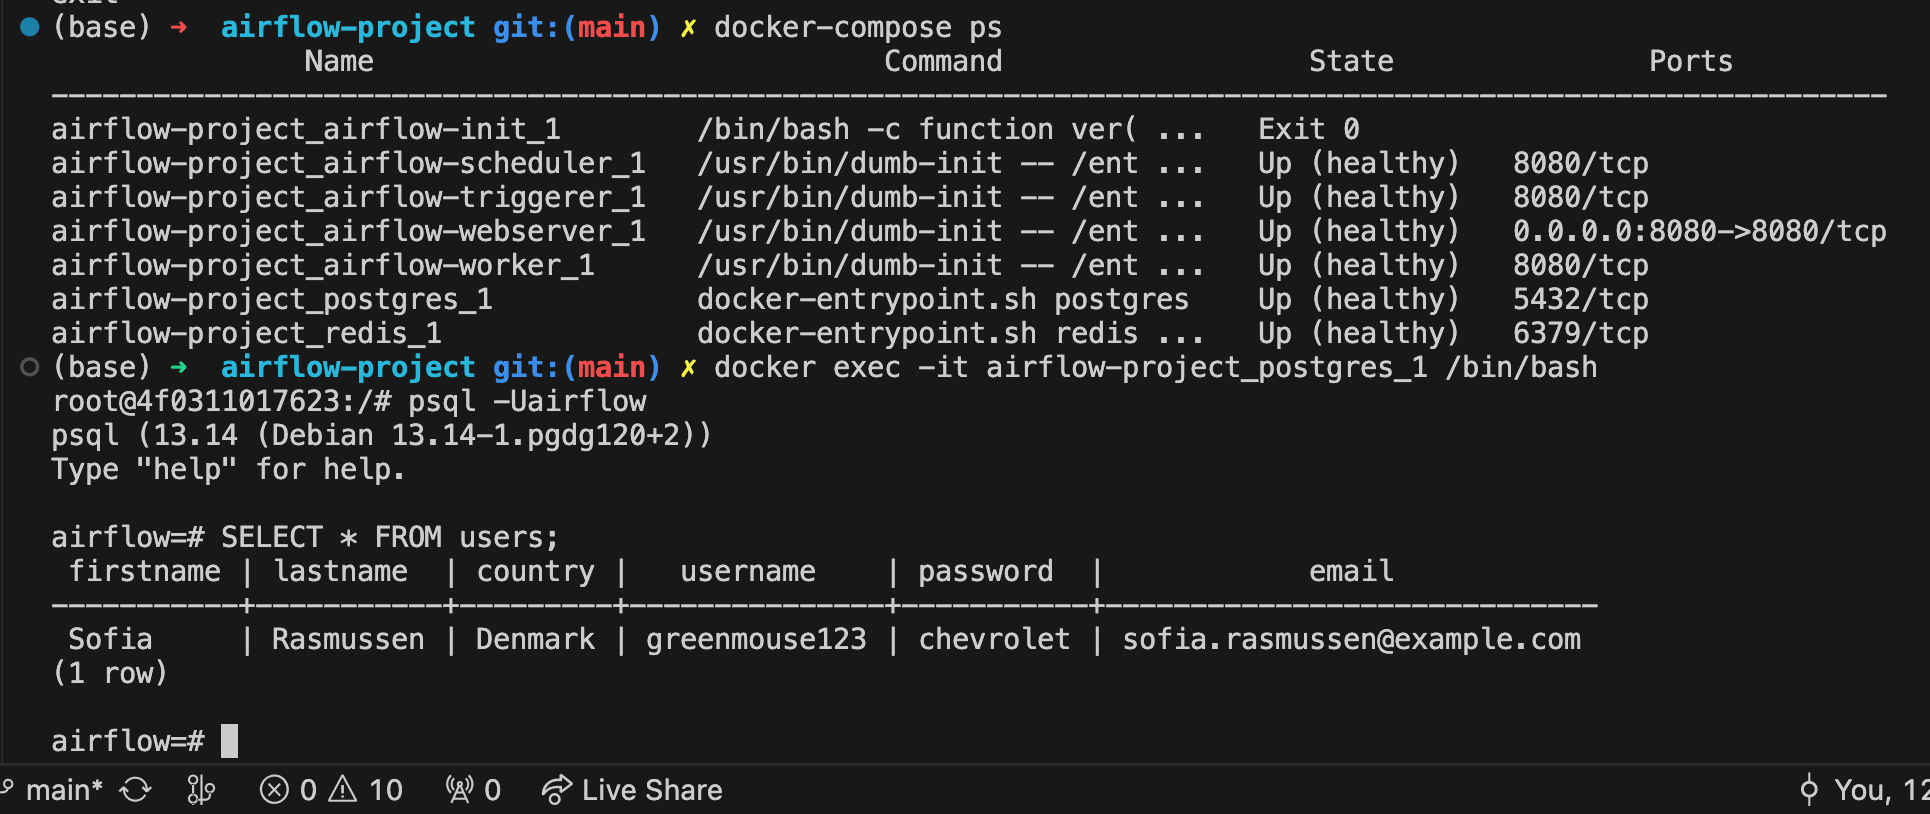 exit
(base) ➜ airflow-project git:(main) ✗ docker-compose ps
Name Command State Ports
------------------------------------------------------------------------------------------------------------
airflow-project_airflow-init_1 /bin/bash -c function ver( ... Exit 0
airflow-project_airflow-scheduler_1 /usr/bin/dumb-init -- /ent ... Up (healthy) 8080/tcp
airflow-project_airflow-triggerer_1 /usr/bin/dumb-init -- /ent ... Up (healthy) 8080/tcp
airflow-project_airflow-webserver_1 /usr/bin/dumb-init -- /ent ... Up (healthy) 0.0.0.0:8080->8080/tcp
airflow-project_airflow-worker_1 /usr/bin/dumb-init -- /ent ... Up (healthy) 8080/tcp
airflow-project_postgres_1 docker-entrypoint.sh postgres Up (healthy) 5432/tcp
airflow-project_redis_1 docker-entrypoint.sh redis ... Up (healthy) 6379/tcp
(base) ➜ airflow-project git:(main) ✗ docker exec -it airflow-project_postgres_1 /bin/bash
root@4f0311017623:/# psql -Uairflow
psql (13.14 (Debian 13.14-1.pgdg120+2))
Type "help" for help.
airflow=# SELECT * FROM users;
firstname | lastname | country | username | password | email
-----------+-----------+---------+--------------+----------+-----------------------------
Sofia | Rasmussen | Denmark | greenmouse123 | chevrolet | sofia.rasmussen@example.com
(1 row)
airflow=#
main* 0 10 0 Live Share You, 12